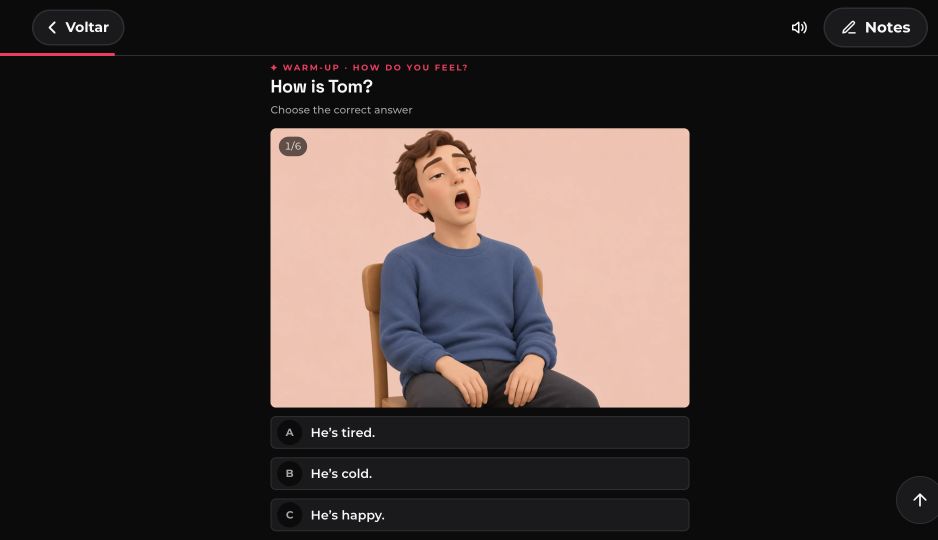 Voltar
Notes
✦ WARM-UP · HOW DO YOU FEEL?
How is Tom?
Choose the correct answer
1/6
A He's tired.
B He's cold.
C He's happy.